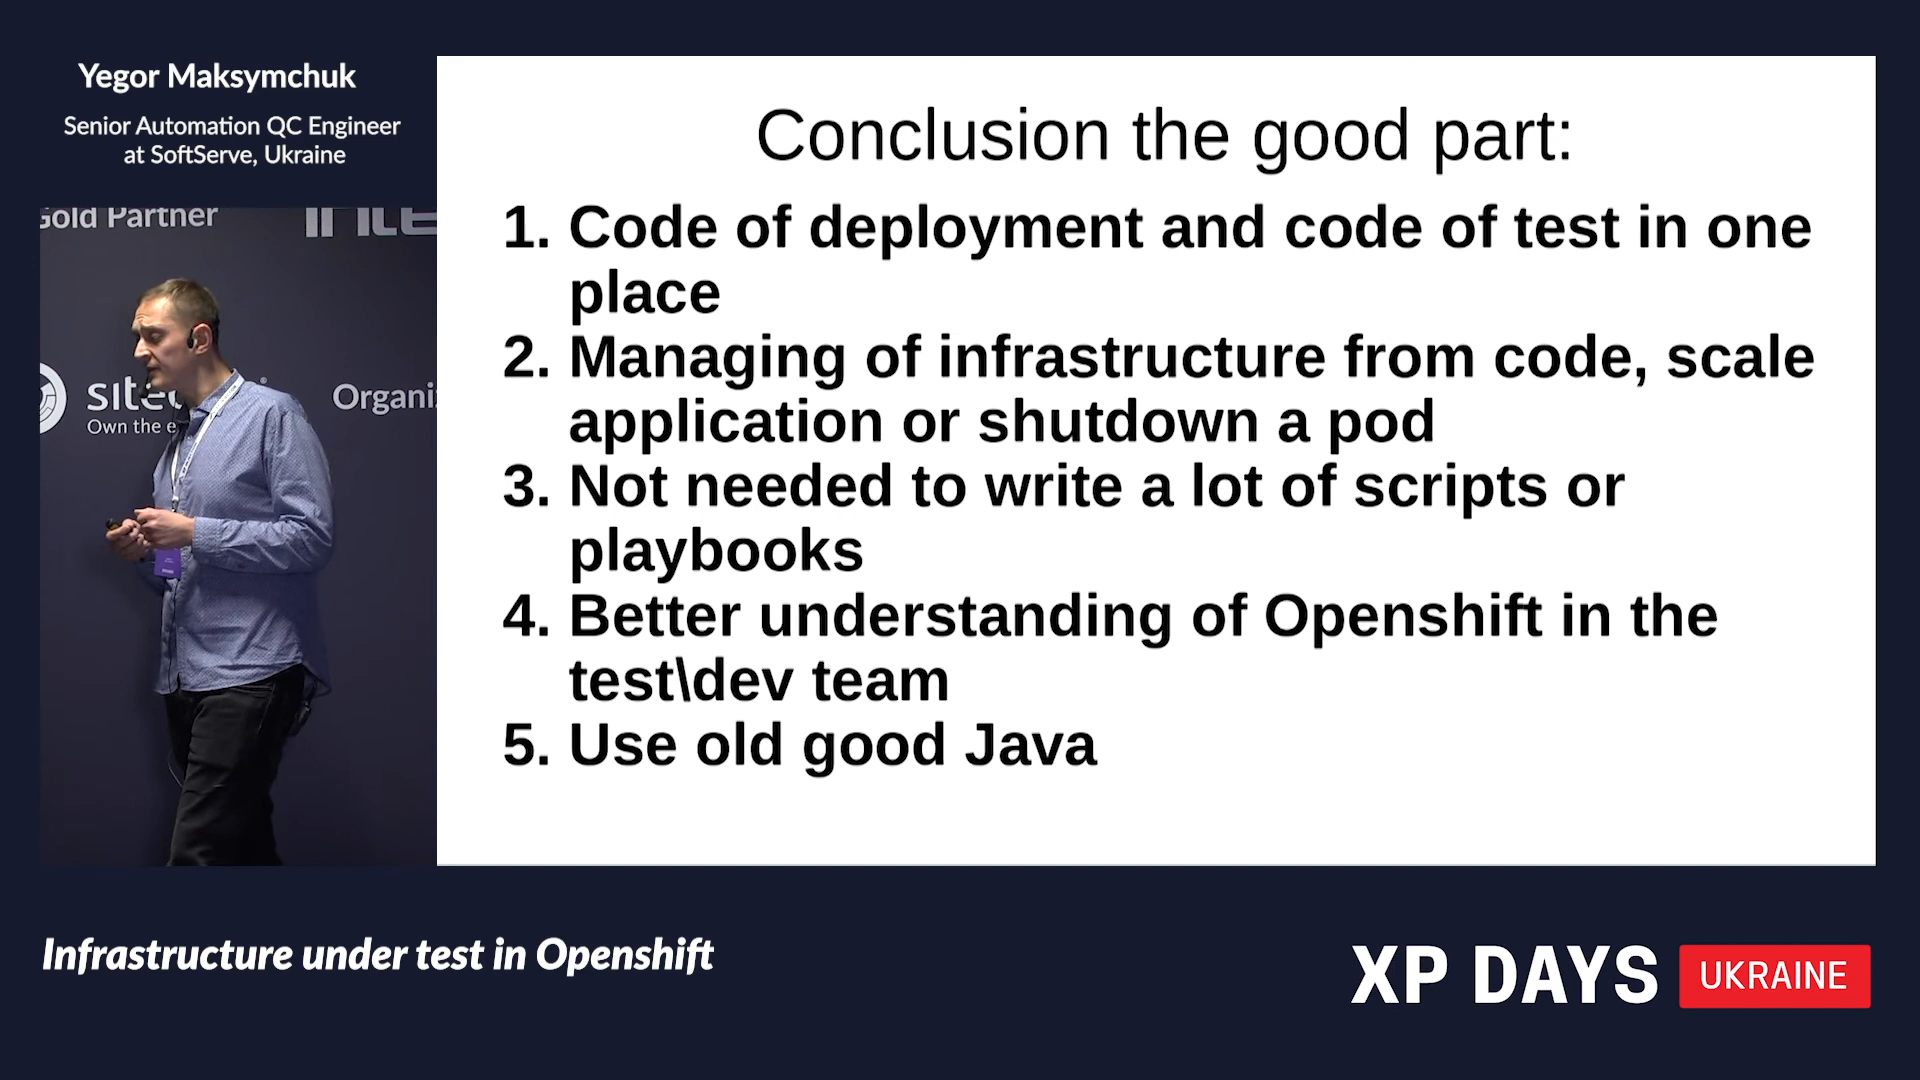 Yegor Maksymchuk
Senior Automation QC Engineer
at SoftServe, Ukraine
Gold Partner
Own the
Conclusion the good part:
1. Code of deployment and code of test in one
place
2. Managing of infrastructure from code, scale
application or shutdown a pod
3. Not needed to write a lot of scripts or
playbooks
4. Better understanding of Openshift in the
test\dev team
5. Use old good Java
Infrastructure under test in Openshift
XP DAYS UKRAINE